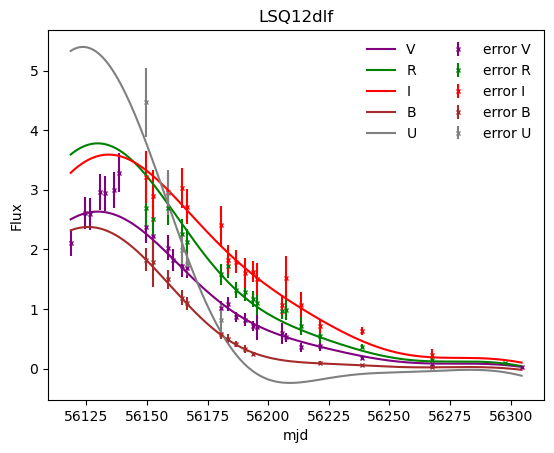 LSQ12dlf
Flux
5
4
3
2
1
0
V
R
I
B
U
error V
error R
error I
error B
error U
56125
56150
56175
56200
56225
56250
56275
56300
mjd